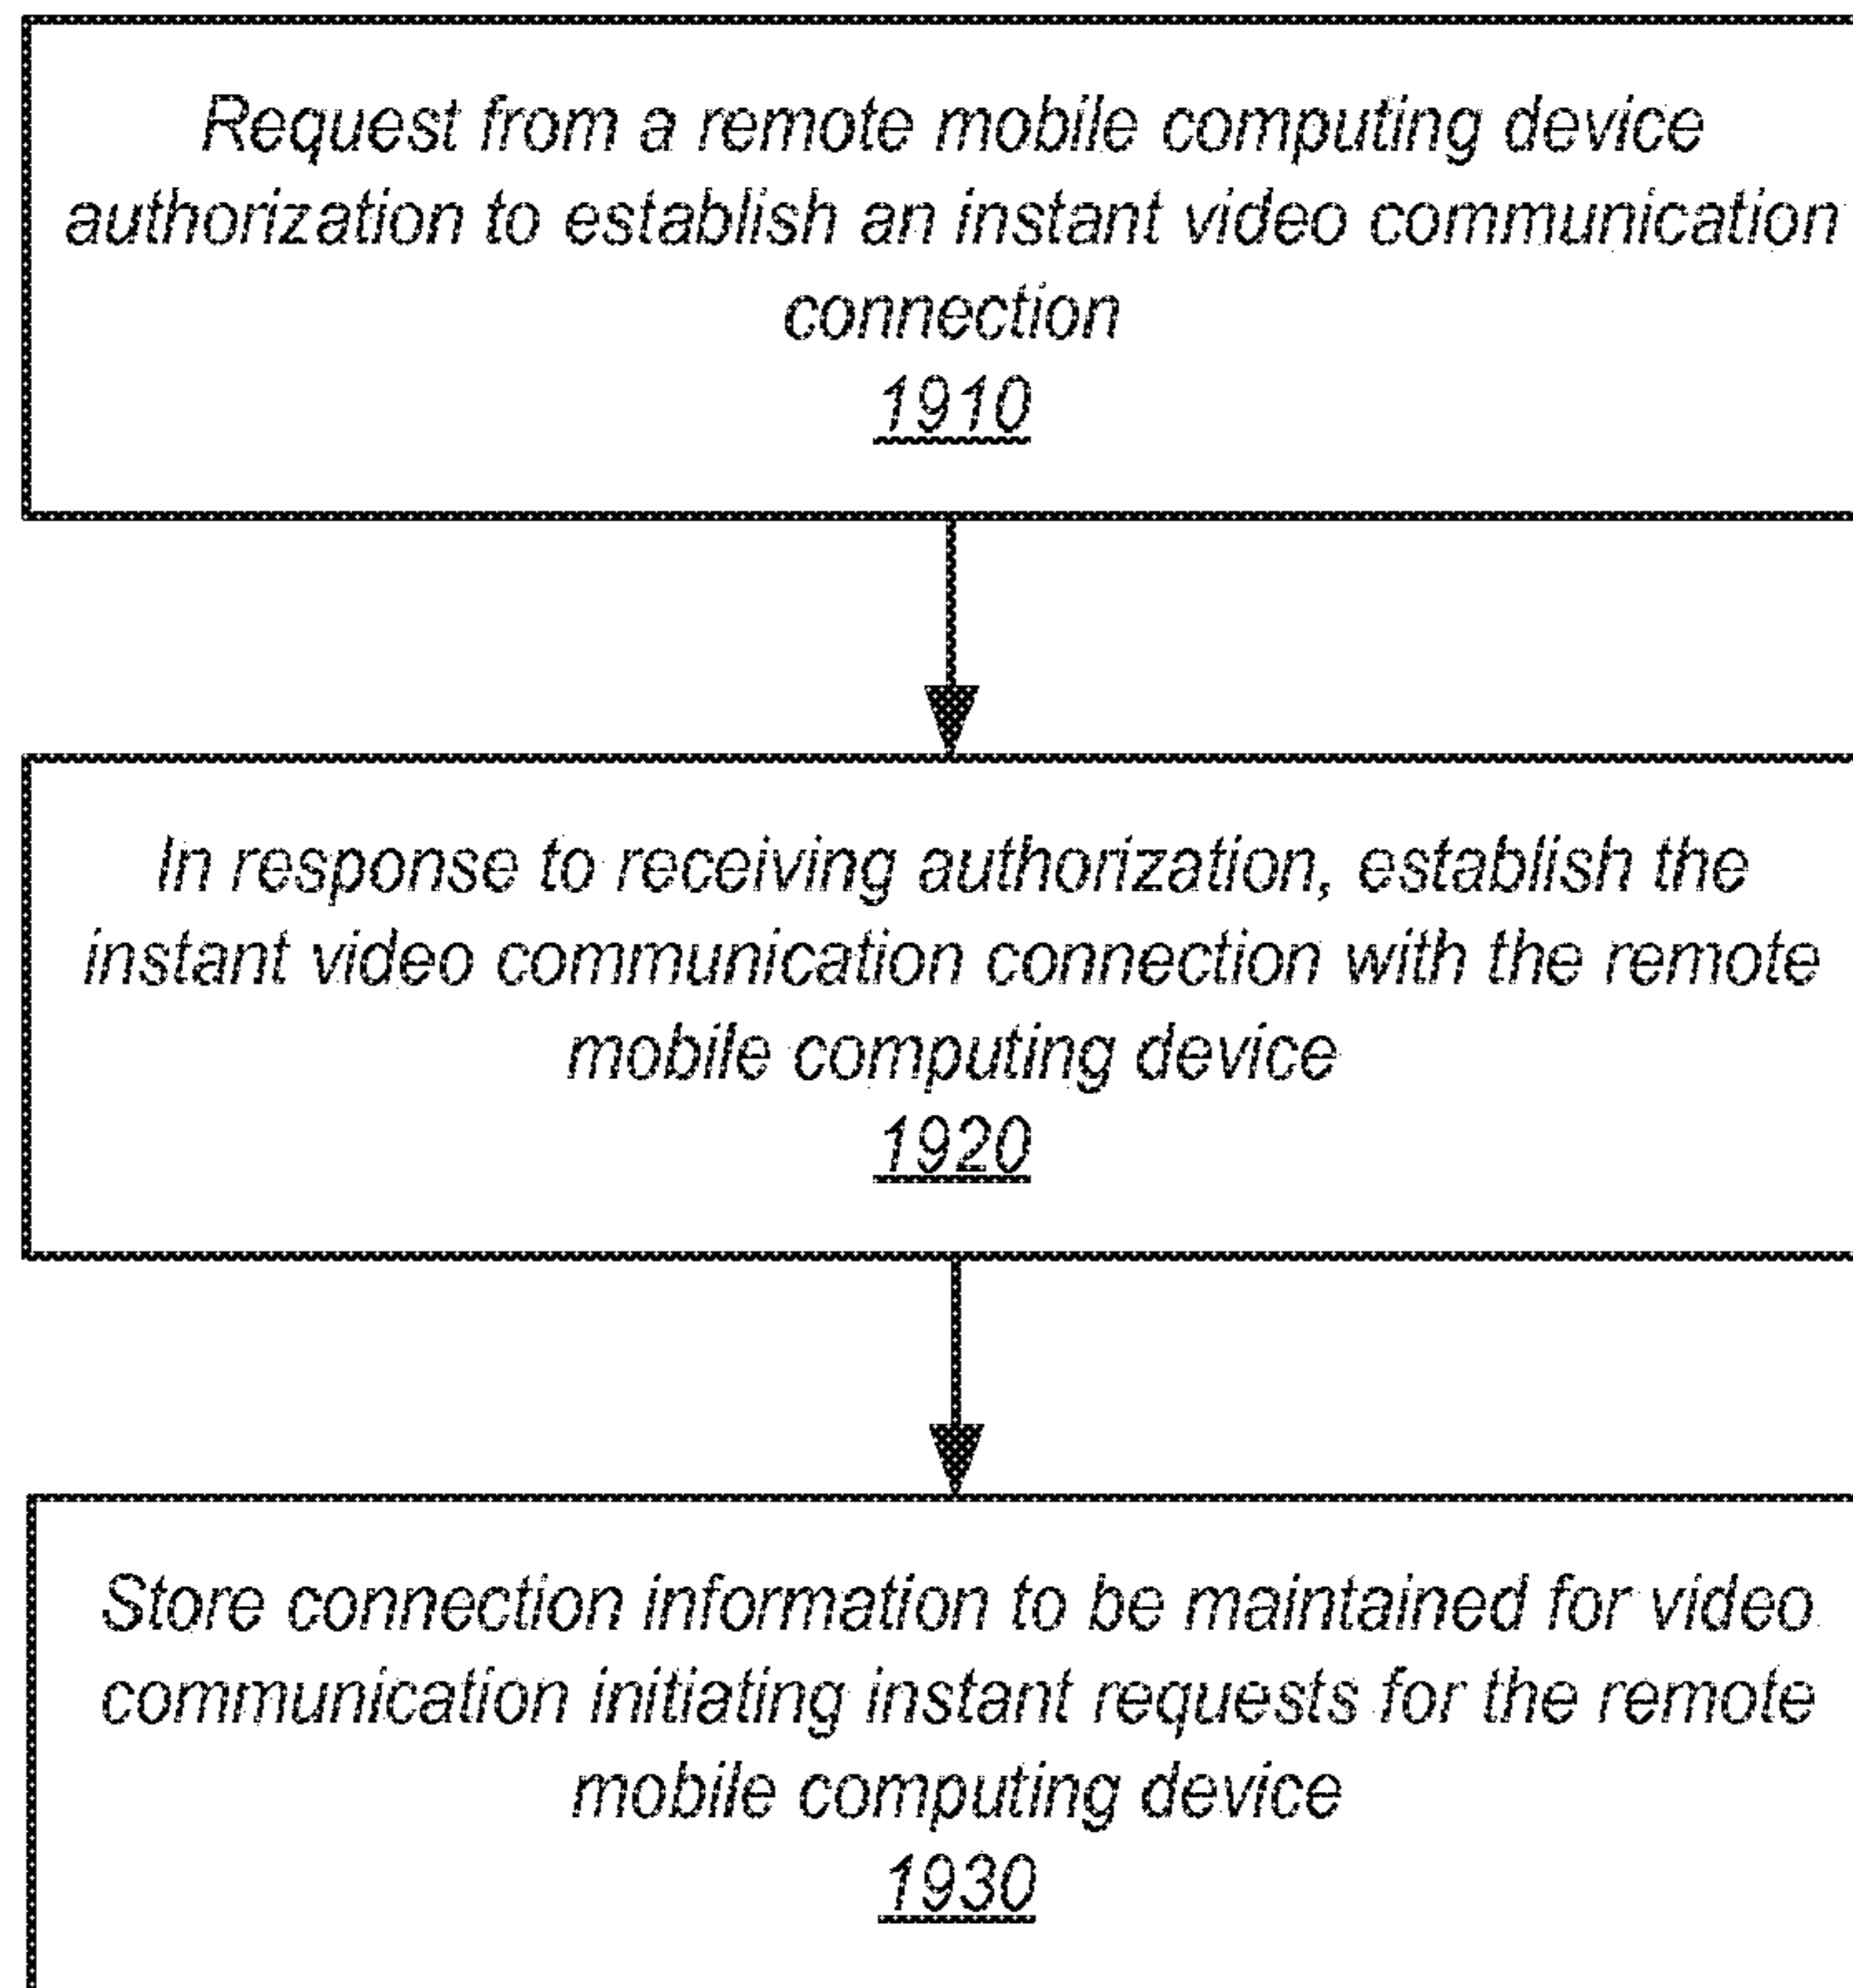 Request from a remote mobile computing device
authorization to establish an instant video communication
connection
1910
In response to receiving authorization, establish the
instant video communication connection with the remote
mobile computing device
1920
Store connection information to be maintained for video
communication initiating instant requests for the remote
mobile computing device
1930